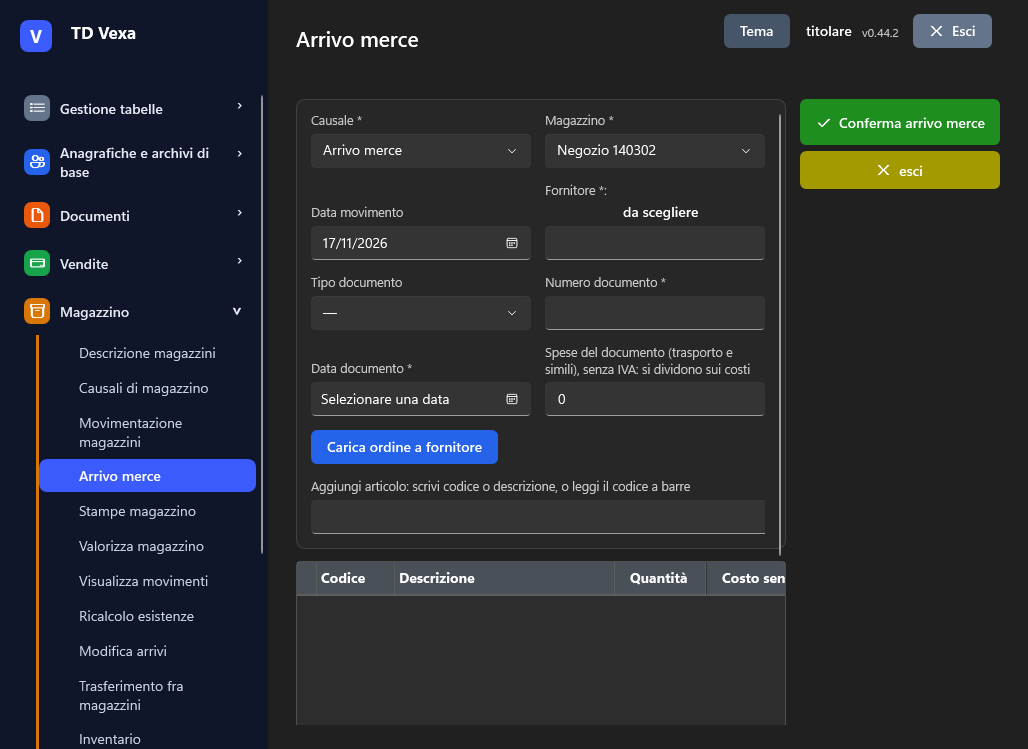 V
TD Vexa
Gestione tabelle
Anagrafiche e archivi di
base
Documenti
Vendite
Magazzino
Descrizione magazzini
Causali di magazzino
Movimentazione
magazzini
Arrivo merce
Stampe magazzino
Valorizza magazzino
Visualizza movimenti
Ricalcolo esistenze
Modifica arrivi
Trasferimento fra
magazzini
Inventario
Arrivo merce
Tema
titolare
v0.44.2
Esci
Causale *
Magazzino *
Arrivo merce
Negozio 140302
Fornitore *:
Data movimento
da scegliere
17/11/2026
Tipo documento
Numero documento *
—
Data documento *
Spese del documento (trasporto e
simili), senza IVA: si dividono sui costi
Selezionare una data
0
Carica ordine a fornitore
Aggiungi articolo: scrivi codice o descrizione, o leggi il codice a barre
Codice
Descrizione
Quantità
Costo sen
Conferma arrivo merce
esci